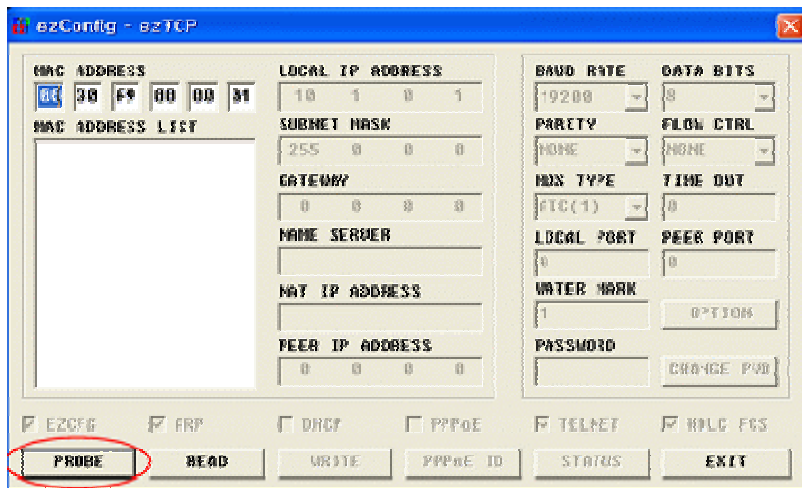 ezConfig - ezTCP
MAC ADDRESS
00 30 F9 00 00 31
MAC ADDRESS LIST
LOCAL IP ADDRESS
10 1 0 1
SUBNET MASK
255 0 0 0
GATEWAY
0 0 0 0
NAME SERVER
NAT IP ADDRESS
PEER IP ADDRESS
0 0 0 0
BAUD RATE
19200
DATA BITS
8
PARITY
NONE
FLOW CTRL
NONE
MUX TYPE
ATC(1)
TIME OUT
0
LOCAL PORT
0
PEER PORT
0
WATER MARK
1
OPTION
PASSWORD
CHANGE PWD
EZCFG
ARP
DHCP
PPPoE
TELNET
HDLC FCS
PROBE
READ
WRITE
PPPoE ID
STATUS
EXIT